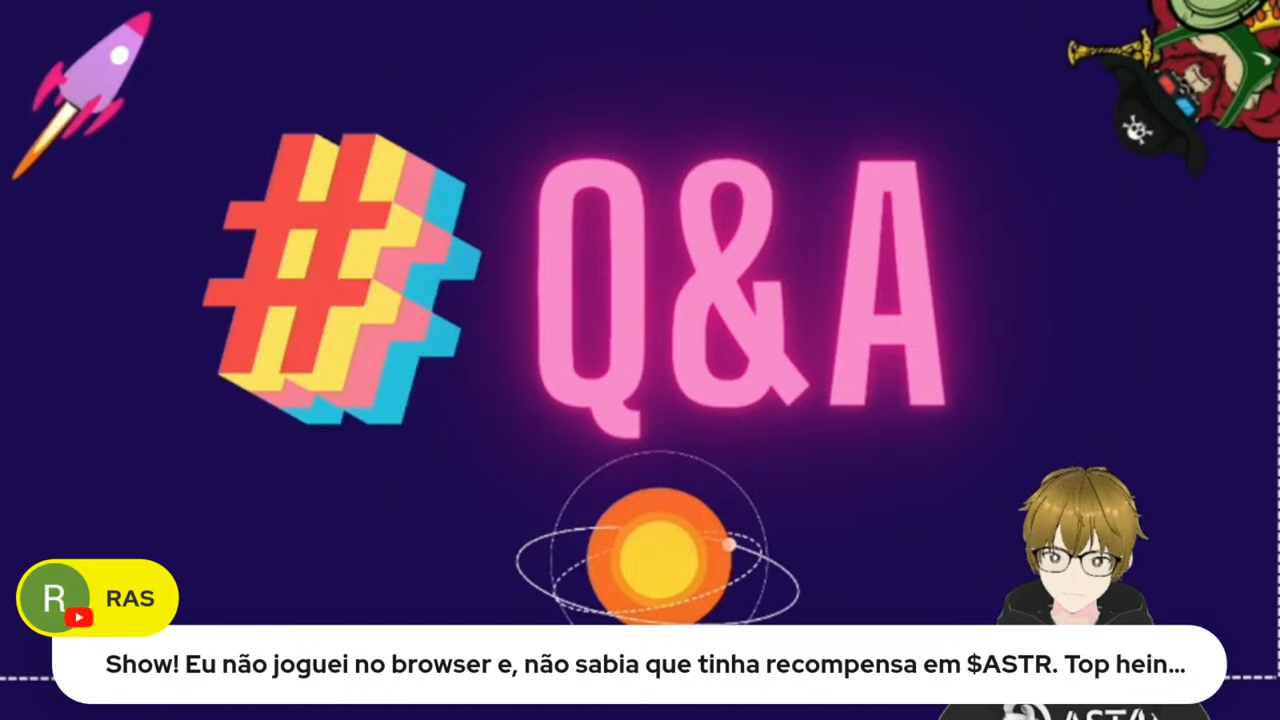 # Q&A
R RAS
Show! Eu não joguei no browser e, não sabia que tinha recompensa em $ASTR. Top hein...